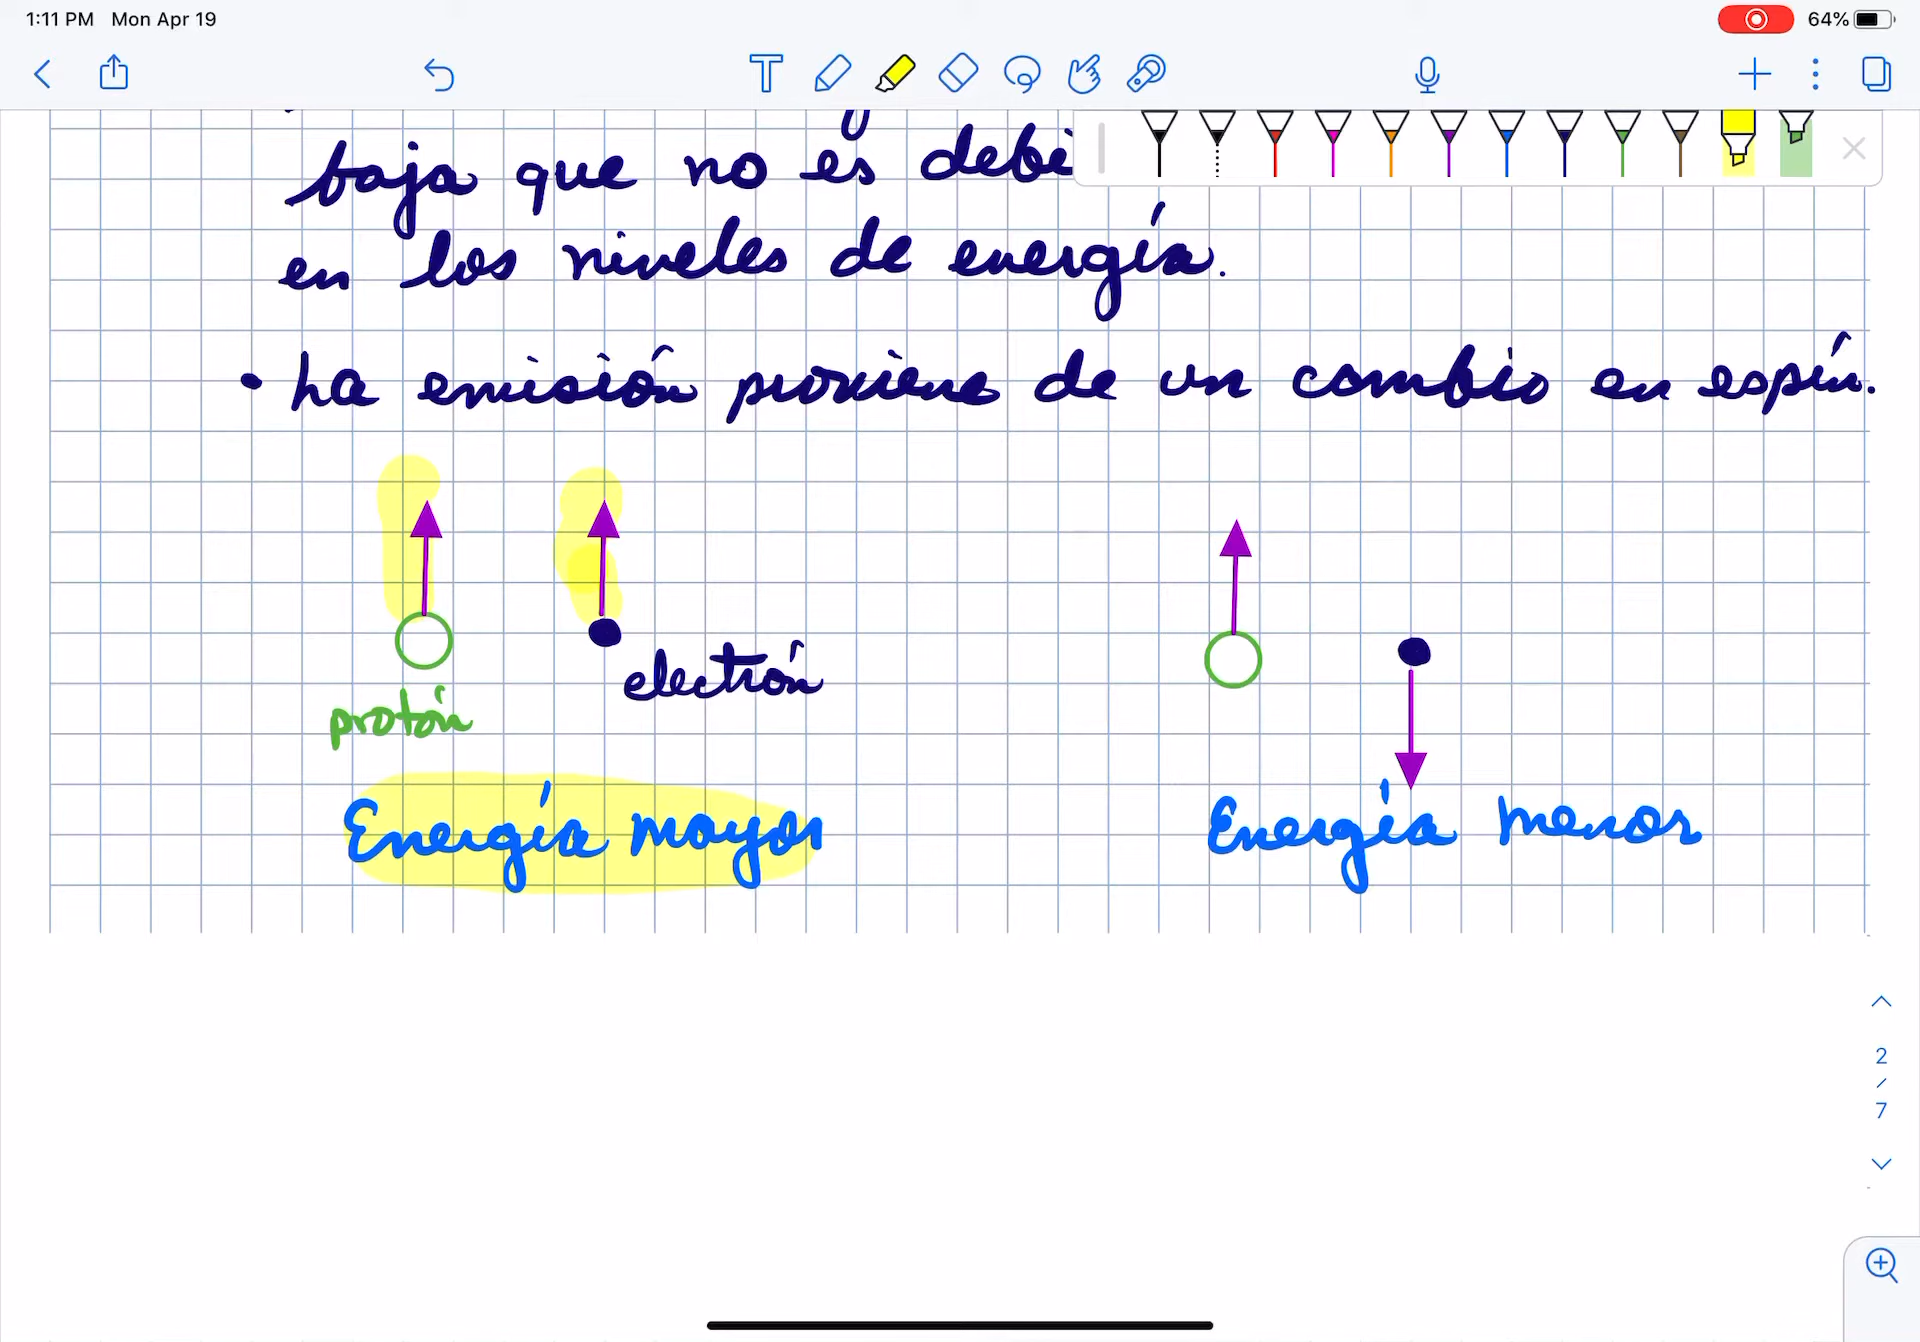 1:11 PM Mon Apr 19 64%
baja que no es debi
en los niveles de energía.
• La emisión proviene de un cambio en espín.
electrón
protón
Energía mayor Energía menor
2
/
7